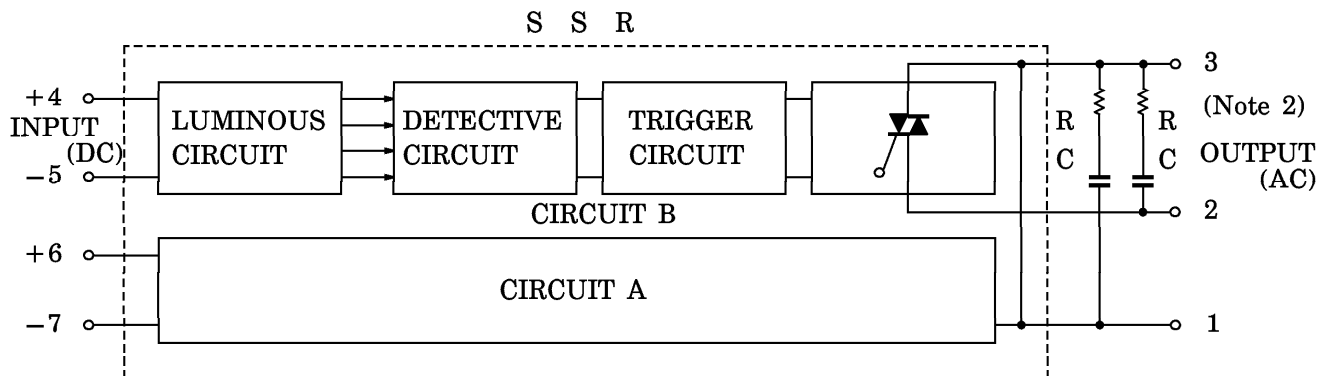 S S R
+4
INPUT
(DC)
−5
LUMINOUS
CIRCUIT
DETECTIVE
CIRCUIT
TRIGGER
CIRCUIT
CIRCUIT B
R
C
R
C
3
(Note 2)
OUTPUT
(AC)
2
+6
−7
CIRCUIT A
1